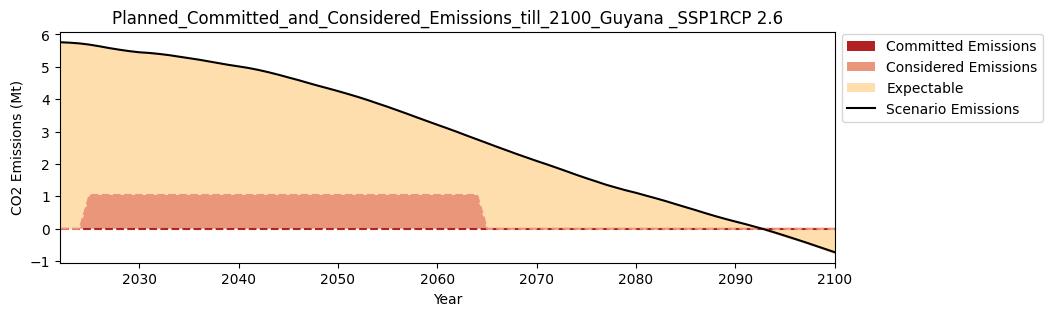 Planned_Committed_and_Considered_Emissions_till_2100_Guyana _SSP1RCP 2.6
6
5
4
3
2
1
0
−1
CO2 Emissions (Mt)
2030
2040
2050
2060
2070
2080
2090
2100
Year
Committed Emissions
Considered Emissions
Expectable
Scenario Emissions